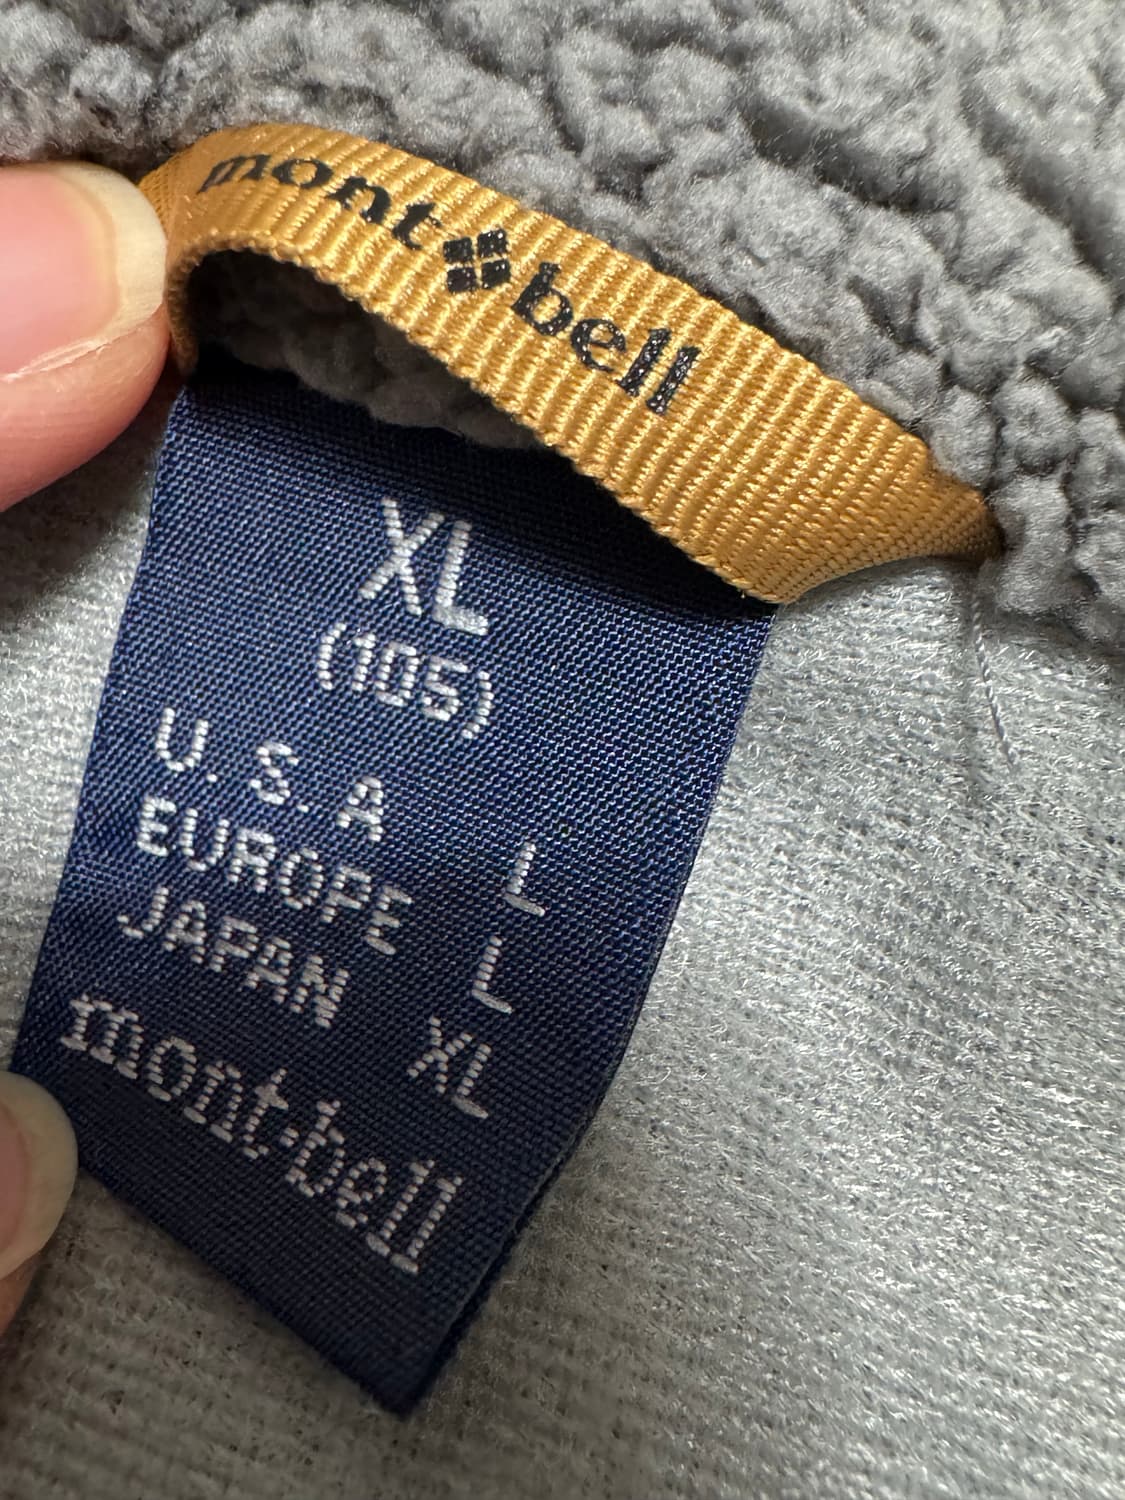 mont bell
XL
(105)
U.S.A L
EUROPE L
JAPAN XL
mont·bell